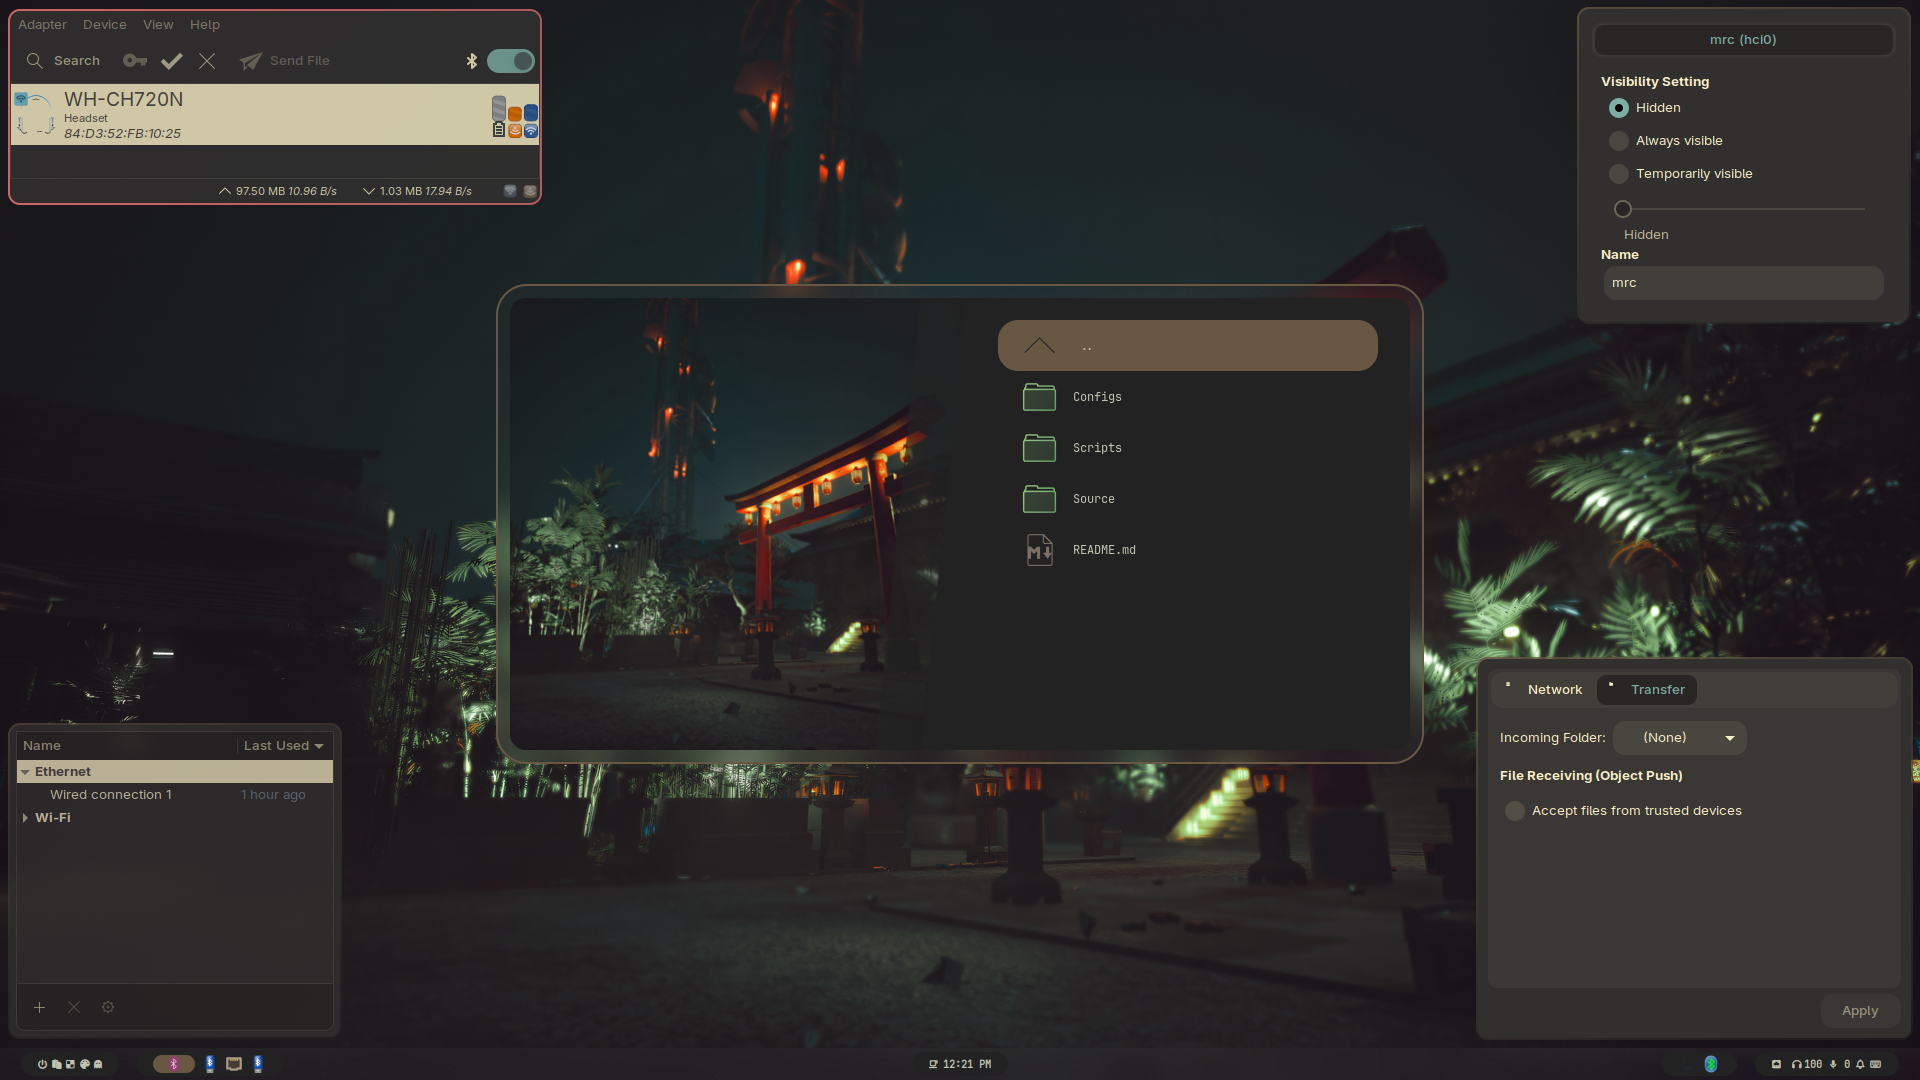 Adapter Device View Help
Search Send File
WH-CH720N
Headset
84:D3:52:FB:10:25
97.50 MB 10.96 B/s 1.03 MB 17.94 B/s
mrc (hci0)
Visibility Setting
Hidden
Always visible
Temporarily visible
Hidden
Name
mrc
..
Configs
Scripts
Source
README.md
Name Last Used
Ethernet
Wired connection 1 1 hour ago
Wi-Fi
Network Transfer
Incoming Folder: (None)
File Receiving (Object Push)
Accept files from trusted devices
Apply
12:21 PM
100 0